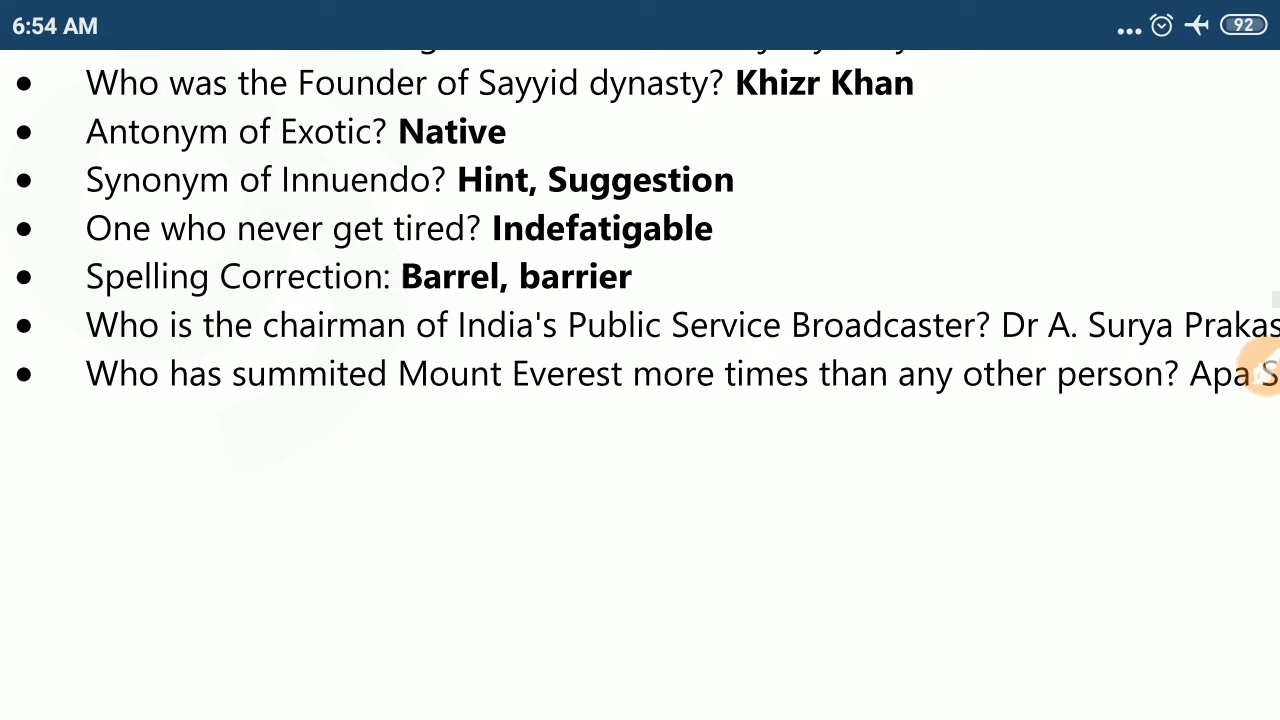 6:54 AM
92
• Who was the Founder of Sayyid dynasty? Khizr Khan
• Antonym of Exotic? Native
• Synonym of Innuendo? Hint, Suggestion
• One who never get tired? Indefatigable
• Spelling Correction: Barrel, barrier
• Who is the chairman of India's Public Service Broadcaster? Dr A. Surya Prakas
• Who has summited Mount Everest more times than any other person? Apa S